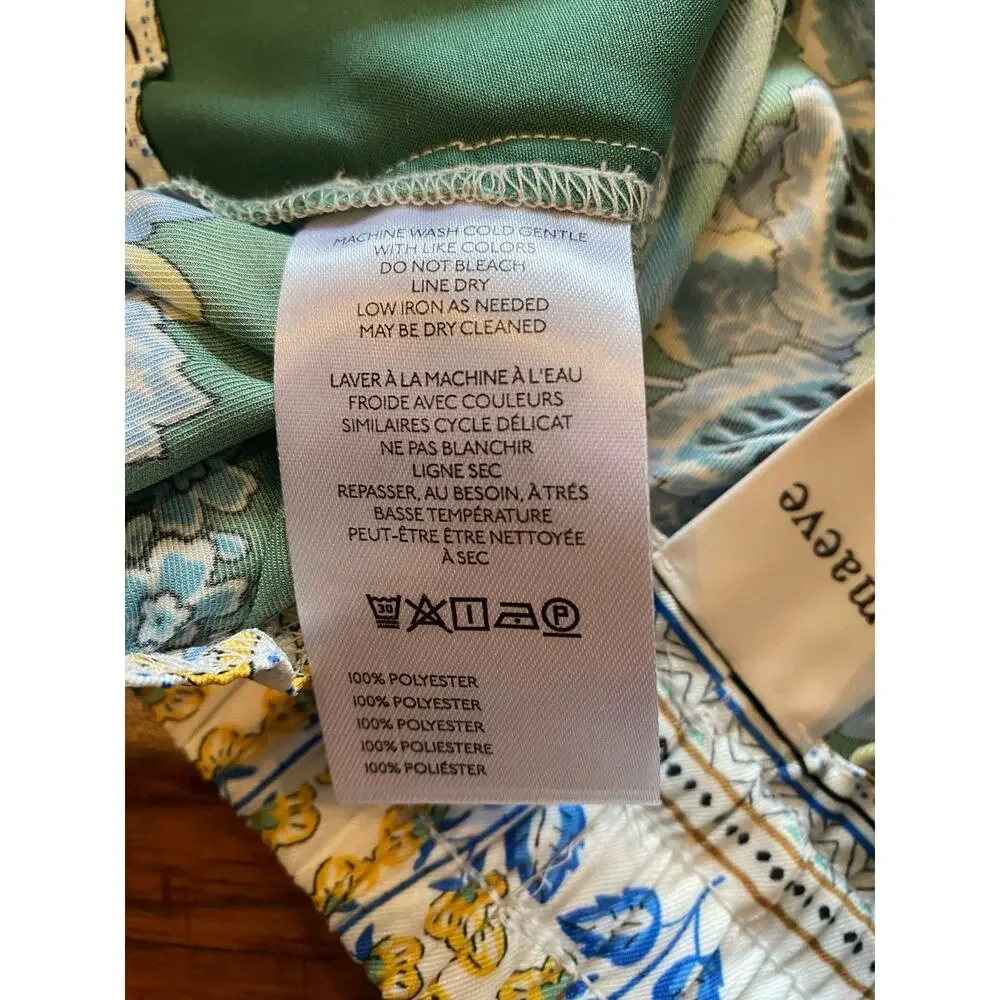 MACHINE WASH COLD GENTLE
WITH LIKE COLORS
DO NOT BLEACH
LINE DRY
LOW IRON AS NEEDED
MAY BE DRY CLEANED
LAVER À LA MACHINE À L'EAU
FROIDE AVEC COULEURS
SIMILAIRES CYCLE DÉLICAT
NE PAS BLANCHIR
LIGNE SEC
REPASSER, AU BESOIN, À TRÉS
BASSE TEMPÉRATURE
PEUT-ÊTRE ÊTRE NETTOYÉE
À SEC
30 P
100% POLYESTER
100% POLYESTER
100% POLYESTER
100% POLIESTERE
100% POLIÉSTER
maeve